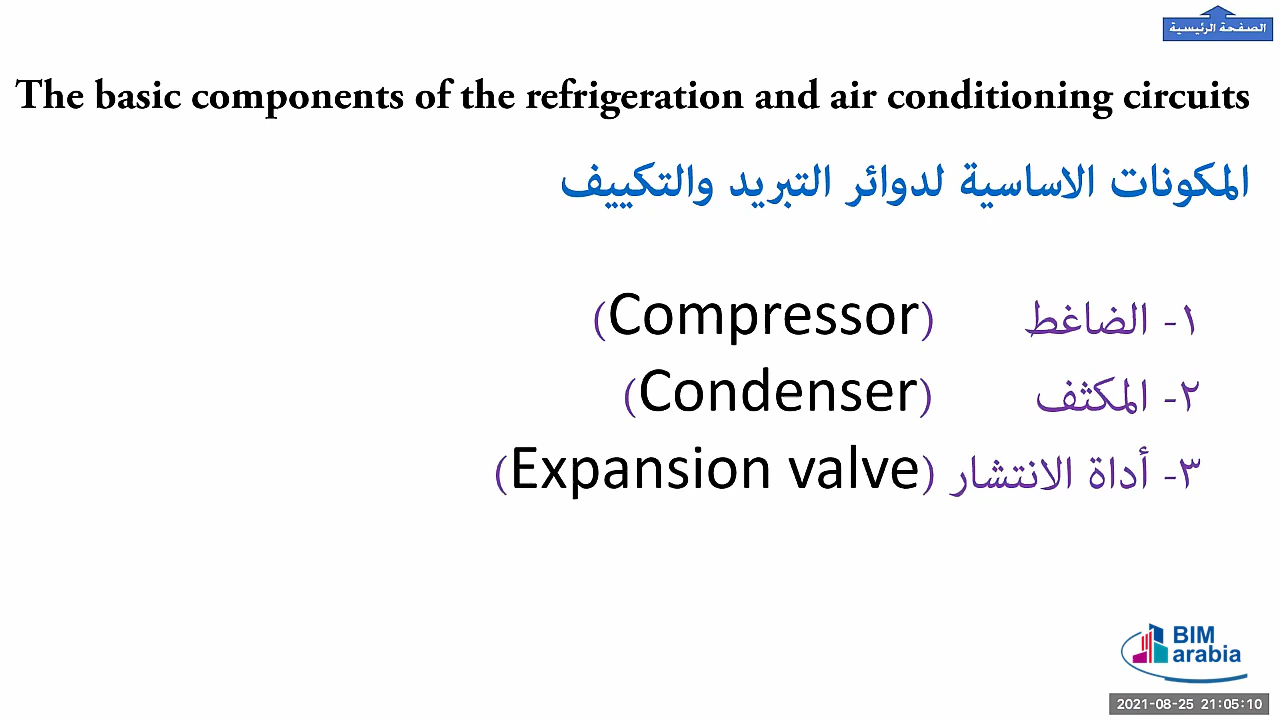 الصفحة الرئيسية
The basic components of the refrigeration and air conditioning circuits
المكونات الاساسية لدوائر التبريد والتكييف
١- الضاغط (Compressor)
٢- المكثف (Condenser)
٣- أداة الانتشار (Expansion valve)
BIM
arabia
2021-08-25 21:05:10